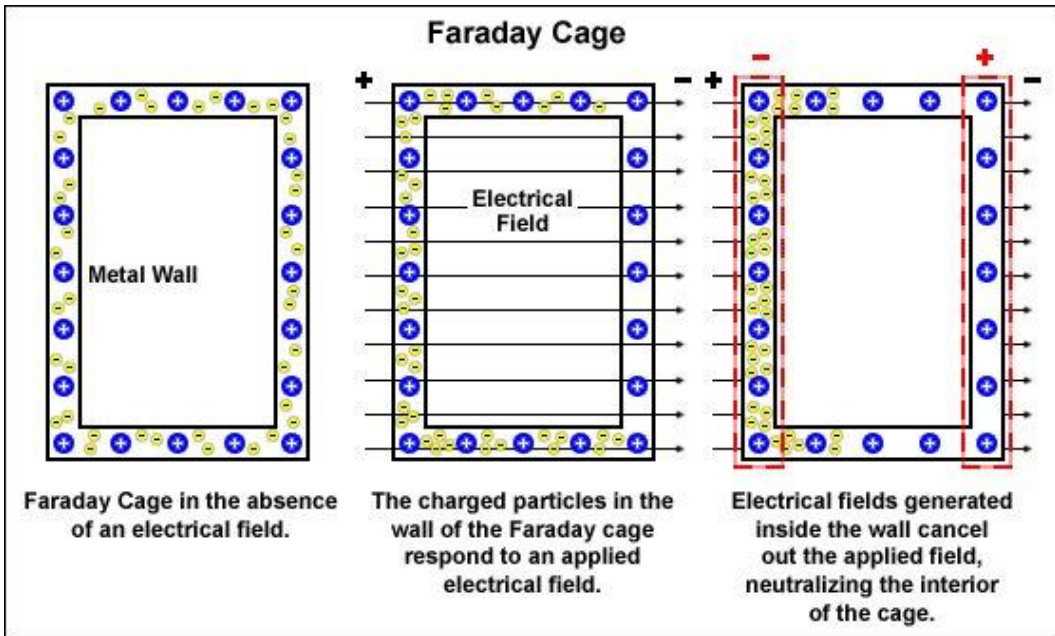 Faraday Cage
Metal Wall
Electrical
Field
Faraday Cage in the absence
of an electrical field.
The charged particles in the
wall of the Faraday cage
respond to an applied
electrical field.
Electrical fields generated
inside the wall cancel
out the applied field,
neutralizing the interior
of the cage.